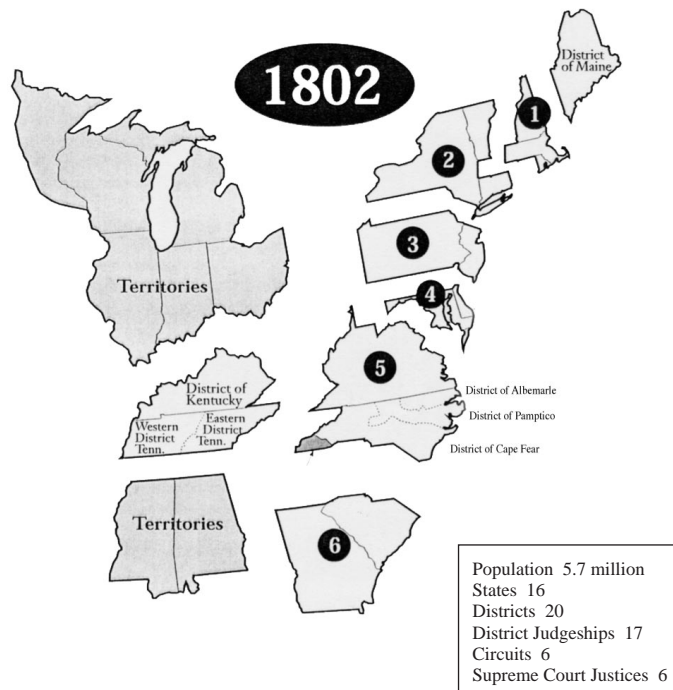 1802
District
of Maine
1
2
3
4
Territories
5
District of
Kentucky
Western
District
Tenn.
Eastern
District
Tenn.
District of Albemarle
District of Pamptico
District of Cape Fear
Territories
6
Population 5.7 million
States 16
Districts 20
District Judgeships 17
Circuits 6
Supreme Court Justices 6